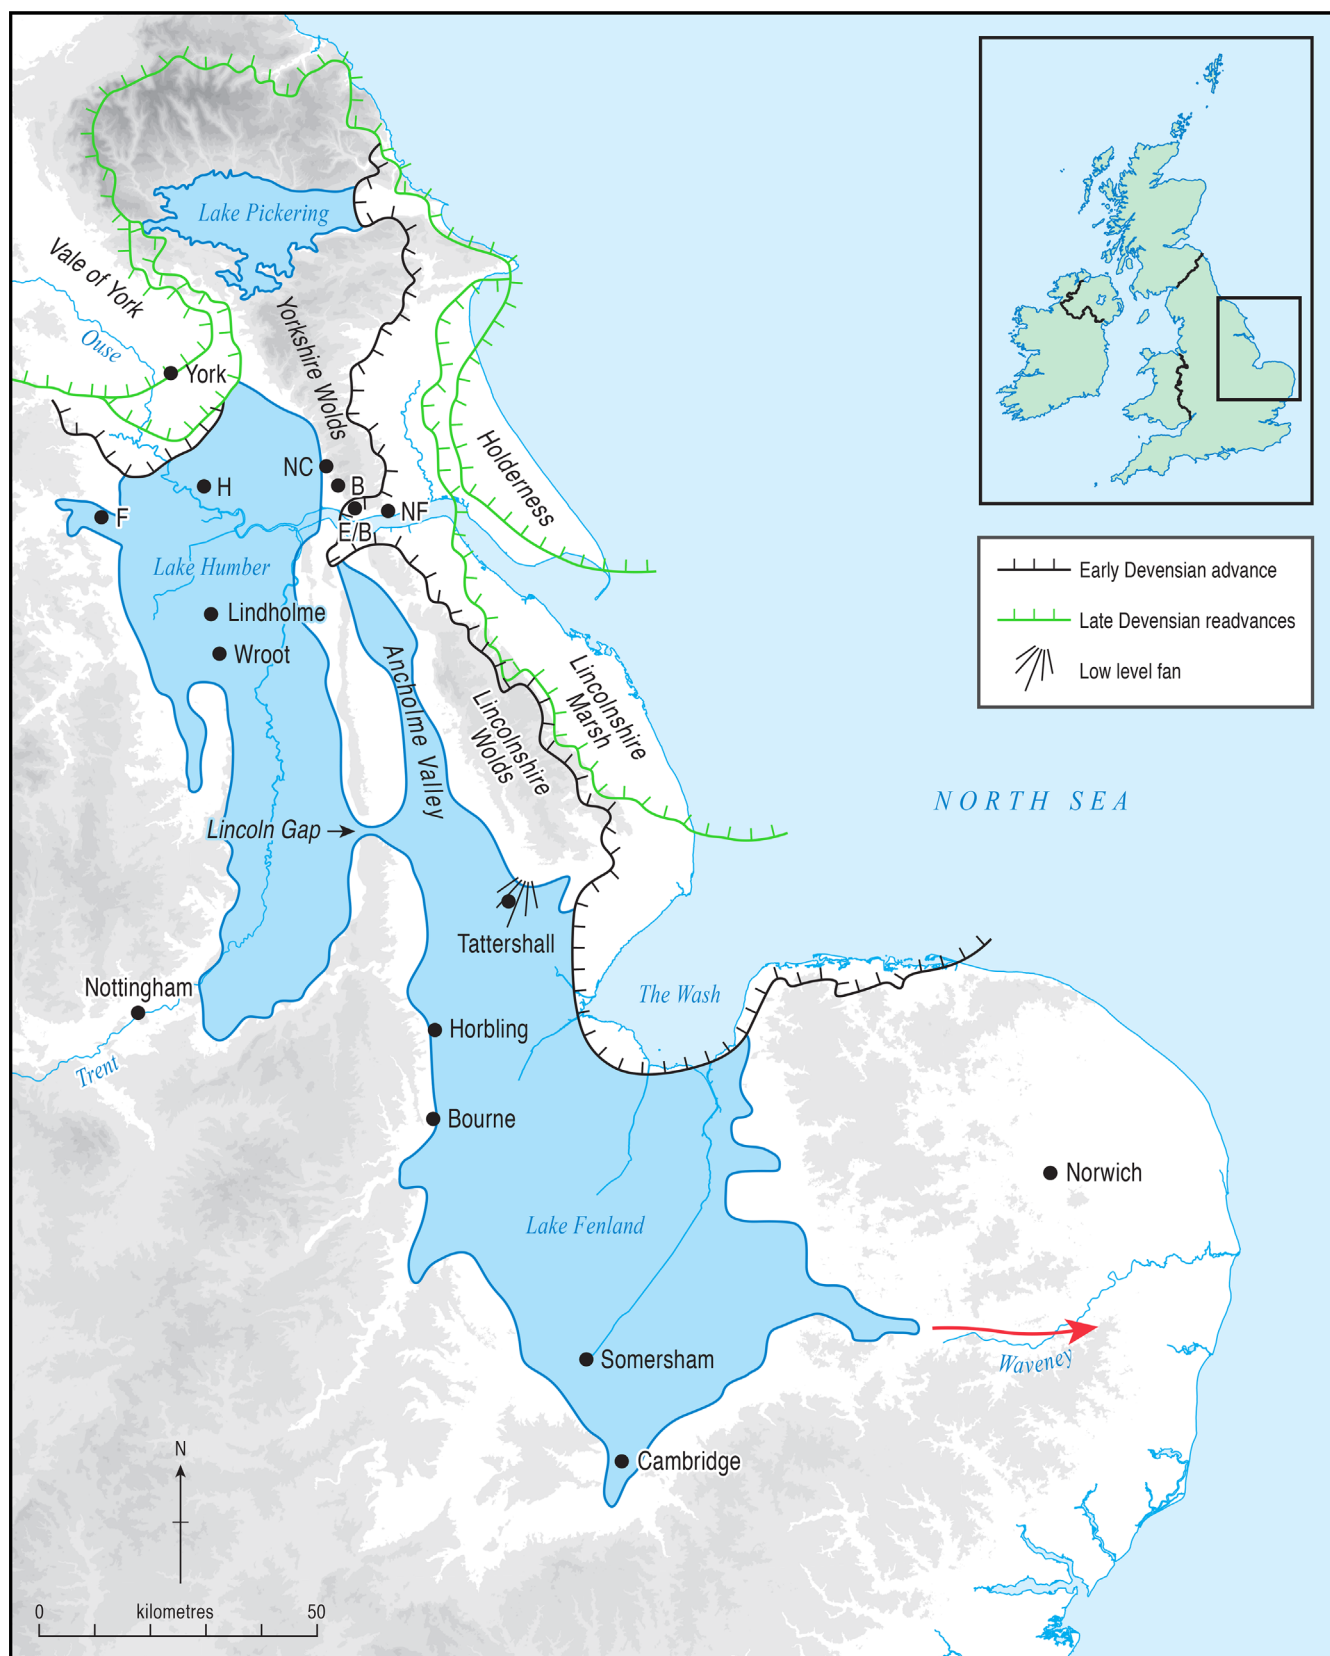 Lake Pickering
Vale of York
Ouse
York
Yorkshire Wolds
NC
H
B
F
NF
E/B
Holderness
Lake Humber
Lindholme
Wroot
Ancholme Valley
Lincolnshire
Wolds
Lincolnshire
Marsh
Lincoln Gap
NORTH SEA
Tattershall
Nottingham
The Wash
Horbling
Trent
Bourne
Norwich
Lake Fenland
Somersham
Waveney
Cambridge
N
0 kilometres 50
Early Devensian advance
Late Devensian readvances
Low level fan